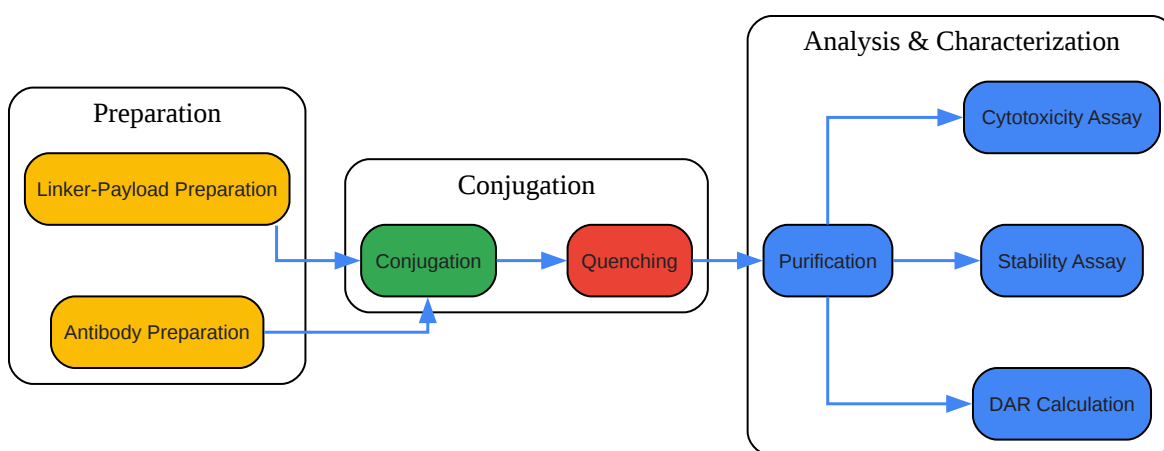 Preparation
Linker-Payload Preparation
Antibody Preparation
Conjugation
Conjugation
Quenching
Analysis & Characterization
Purification
Cytotoxicity Assay
Stability Assay
DAR Calculation